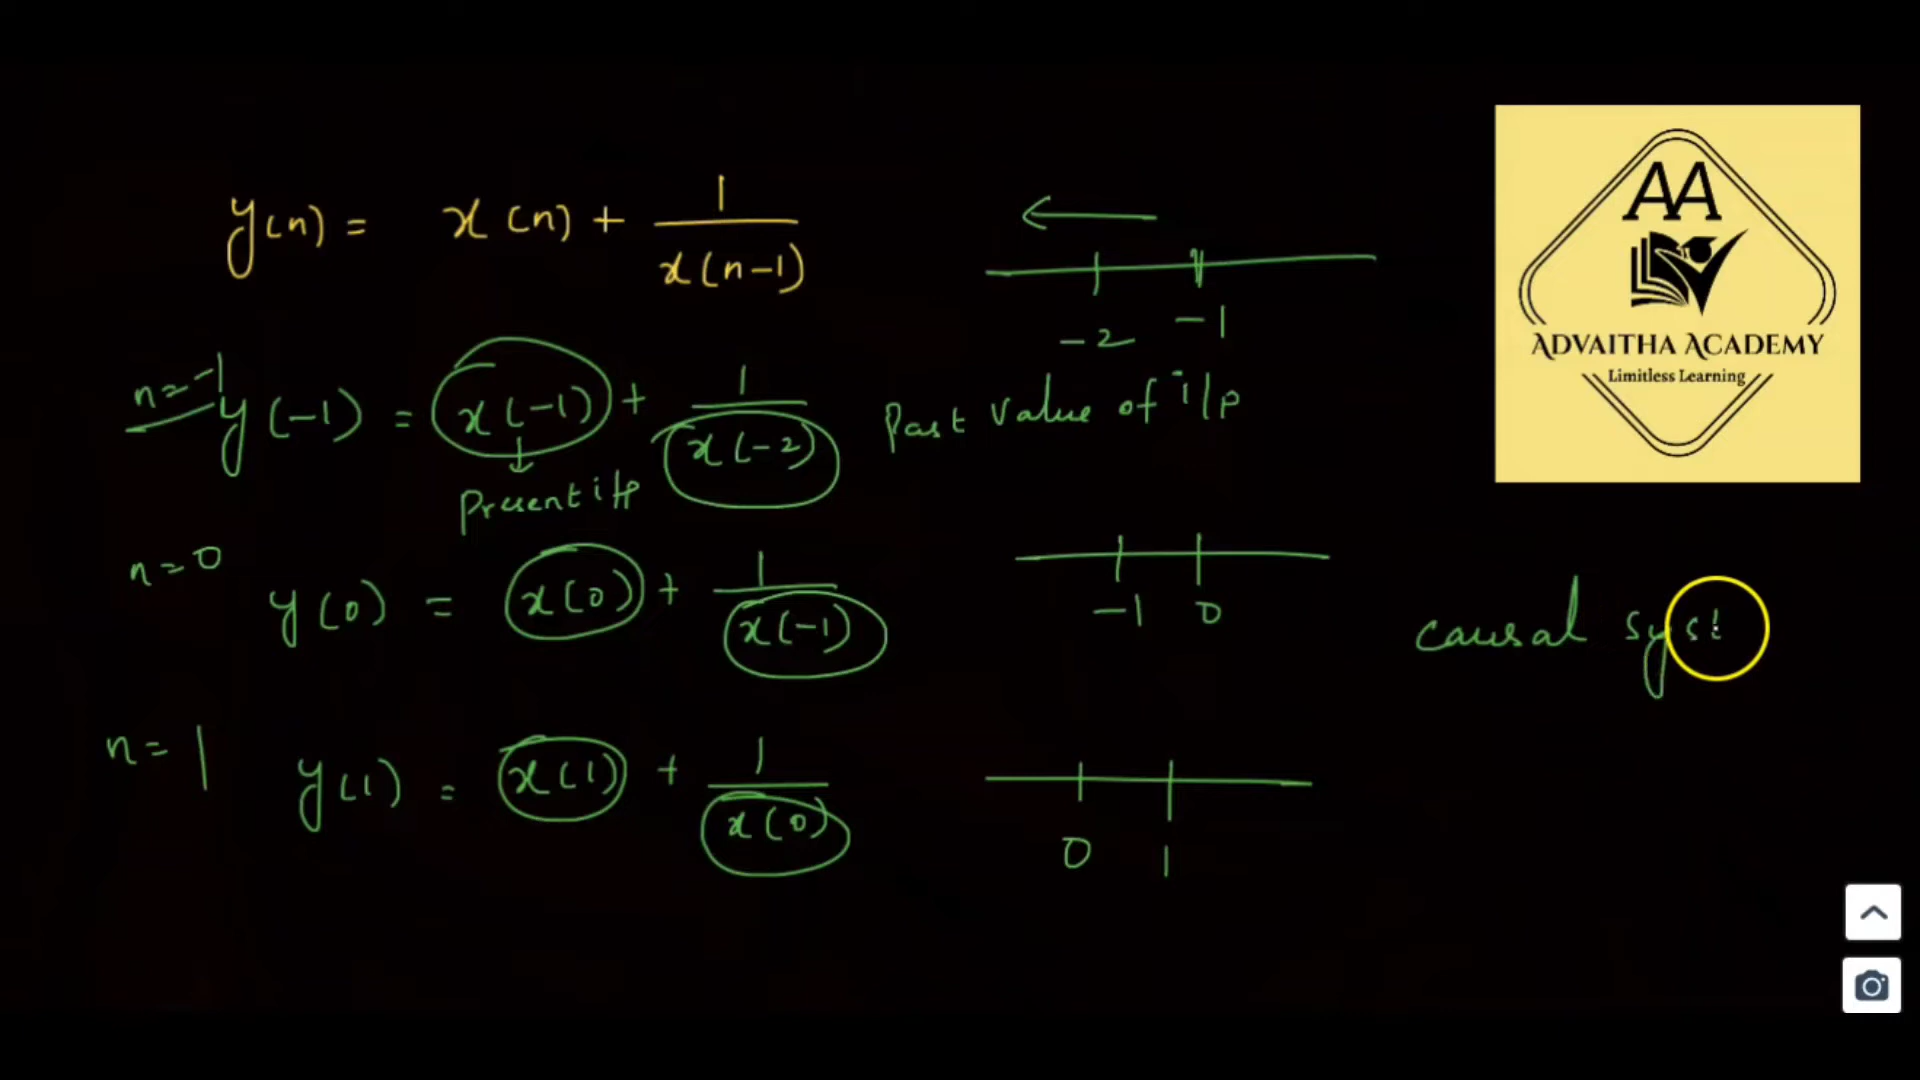 y(n) = x(n) + 1/x(n-1)
-2 -1
n=-1 y(-1) = x(-1) + 1/x(-2) Past value of i/p
Present i/p
n=0 y(0) = x(0) + 1/x(-1)
-1 0
causal syst
n=1 y(1) = x(1) + 1/x(0)
0 1
AA
ADVAITHA ACADEMY
Limitless Learning